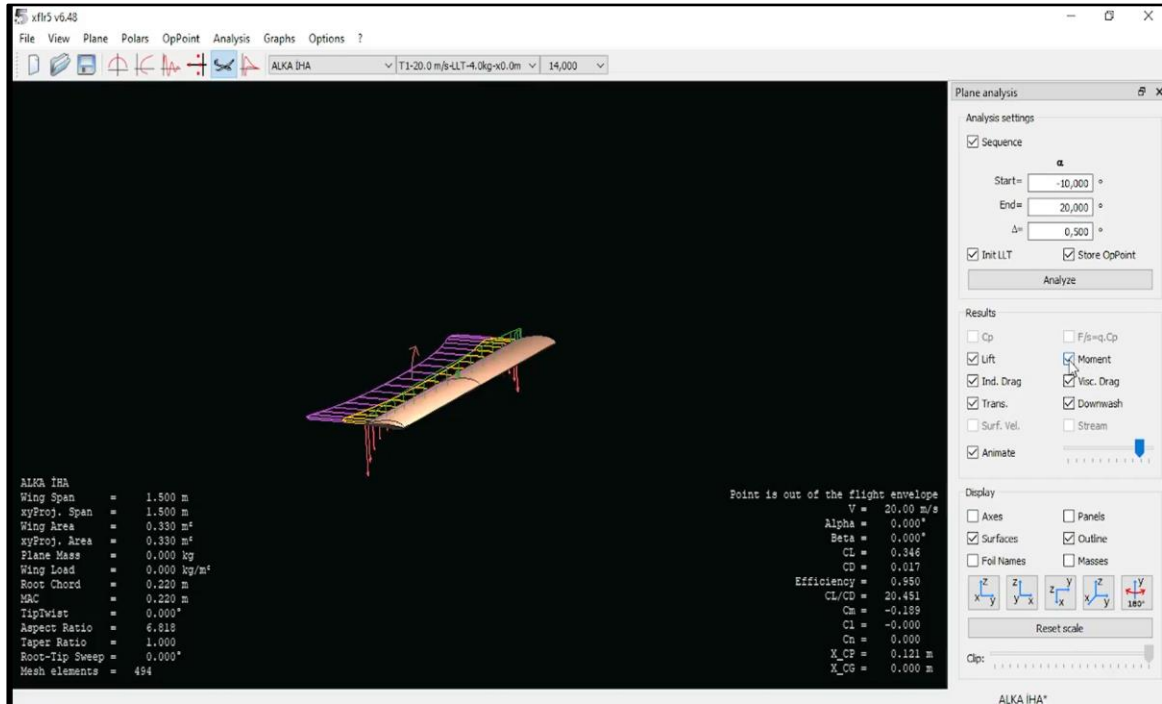 xflr5 v6.48
File View Plane Polars OpPoint Analysis Graphs Options ?
ALKA İHA T1-20.0 m/s-LLT-4.0kg-x0.0m 14,000
Plane analysis
Analysis settings
Sequence
α
Start= -10,000 °
End= 20,000 °
Δ= 0,500 °
Init LLT Store OpPoint
Analyze
Results
Cp F/s=q.Cp
Lift Moment
Ind. Drag Visc. Drag
Trans. Downwash
Surf. Vel. Stream
Animate
Display
Axes Panels
Surfaces Outline
Foil Names Masses
z x y z y x z y x z x y y 180°
Reset scale
Clip:
ALKA İHA*
ALKA İHA
Wing Span = 1.500 m
xyProj. Span = 1.500 m
Wing Area = 0.330 m²
xyProj. Area = 0.330 m²
Plane Mass = 0.000 kg
Wing Load = 0.000 kg/m²
Root Chord = 0.220 m
MAC = 0.220 m
TipTwist = 0.000°
Aspect Ratio = 6.818
Taper Ratio = 1.000
Root-Tip Sweep = 0.000°
Mesh elements = 494
Point is out of the flight envelope
V = 20.00 m/s
Alpha = 0.000°
Beta = 0.000°
CL = 0.346
CD = 0.017
Efficiency = 0.950
CL/CD = 20.451
Cm = -0.189
Cl = -0.000
Cn = 0.000
X_CP = 0.121 m
X_CG = 0.000 m